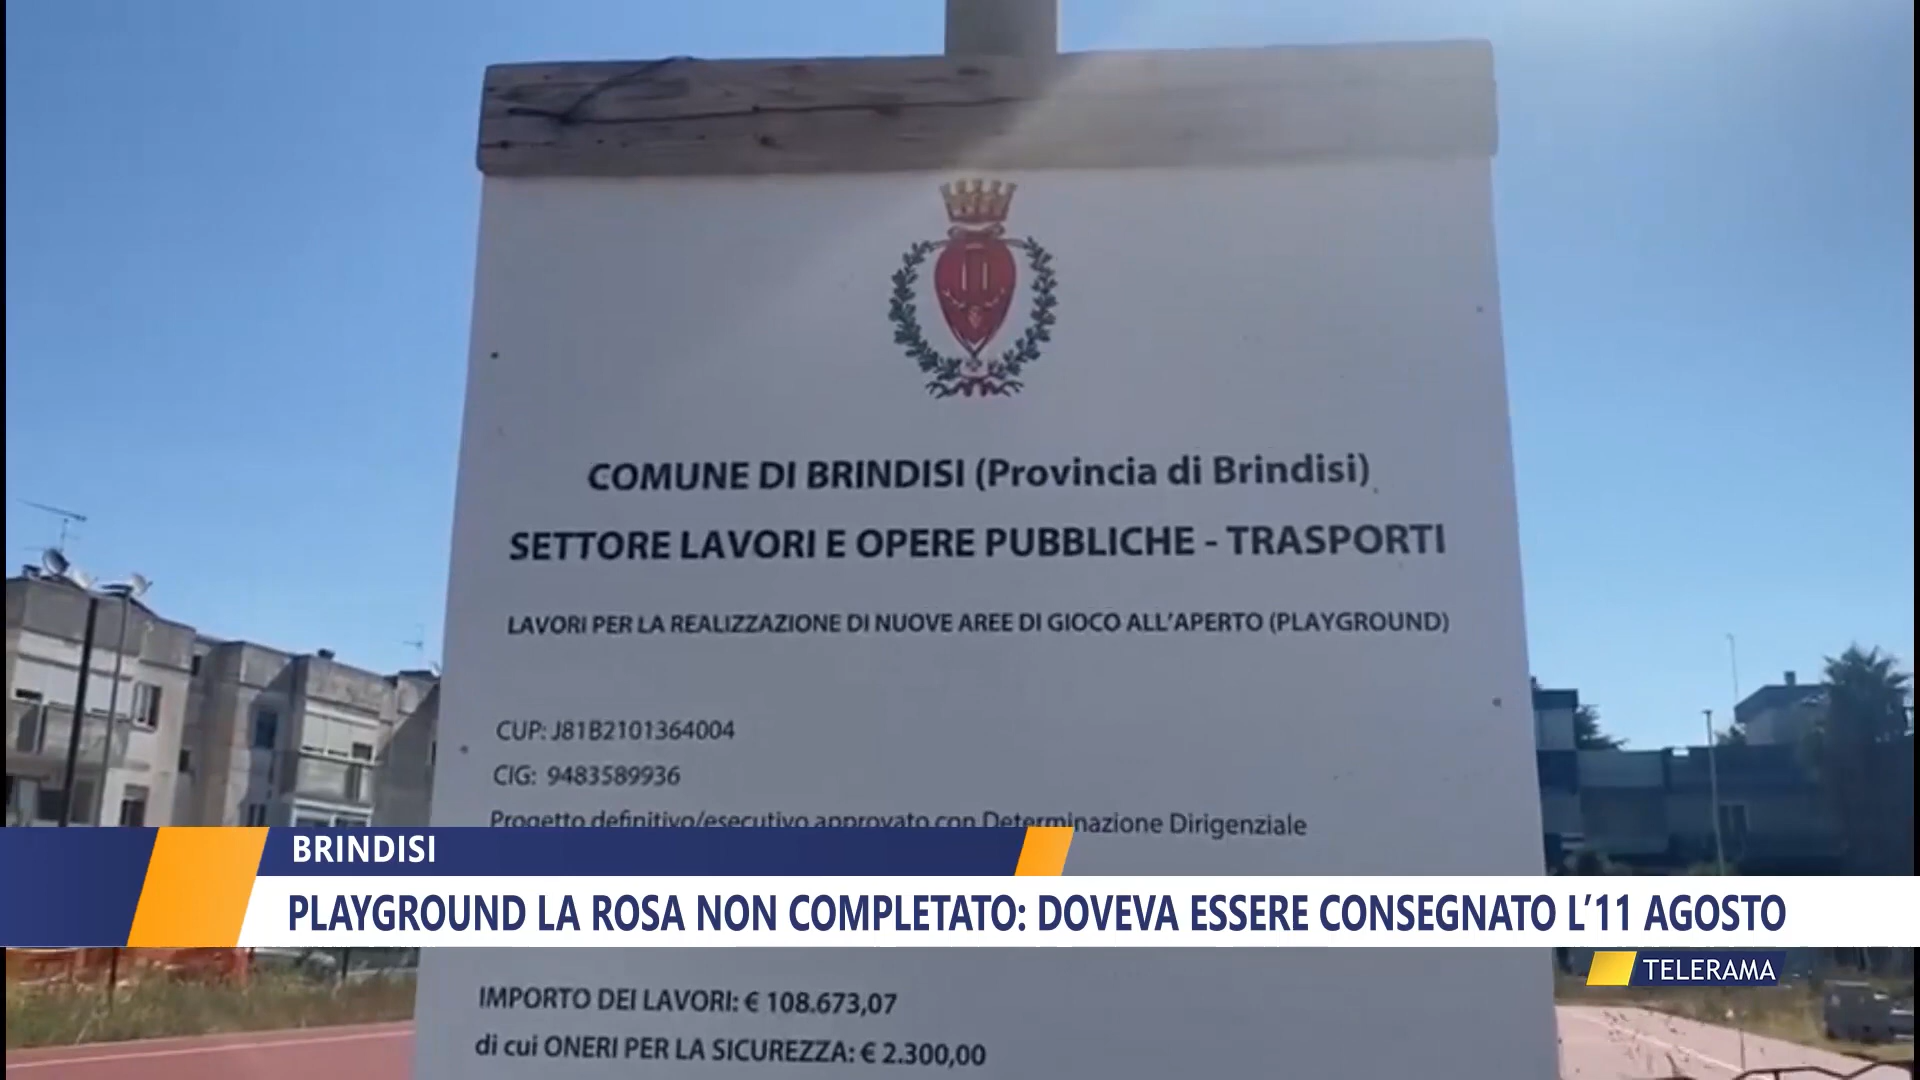 COMUNE DI BRINDISI (Provincia di Brindisi)
SETTORE LAVORI E OPERE PUBBLICHE - TRASPORTI
LAVORI PER LA REALIZZAZIONE DI NUOVE AREE DI GIOCO ALL'APERTO (PLAYGROUND)
CUP: J81B2101364004
CIG: 9483589936
Progetto definitivo/esecutivo approvato con Determinazione Dirigenziale
BRINDISI
PLAYGROUND LA ROSA NON COMPLETATO: DOVEVA ESSERE CONSEGNATO L'11 AGOSTO
TELERAMA
IMPORTO DEI LAVORI: € 108.673,07
di cui ONERI PER LA SICUREZZA: € 2.300,00